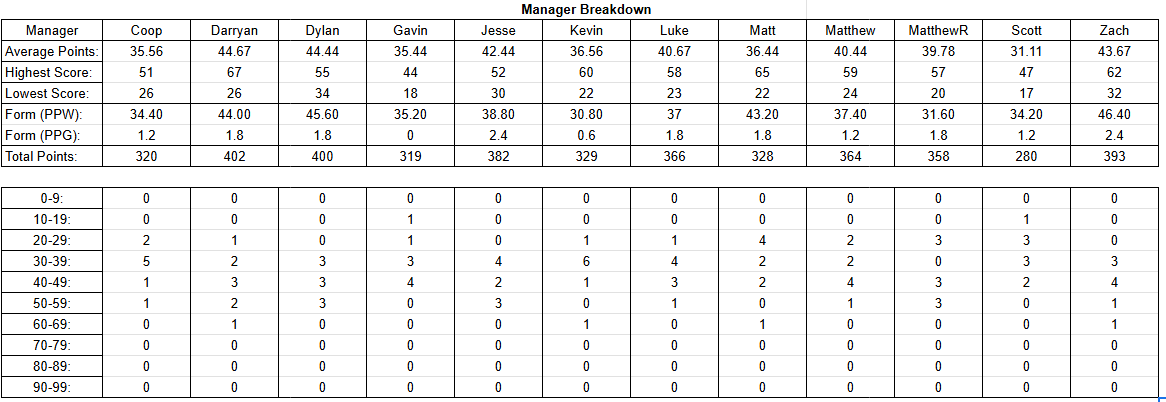 Manager Breakdown
Manager Coop Darryan Dylan Gavin Jesse Kevin Luke Matt Matthew MatthewR Scott Zach
Average Points: 35.56 44.67 44.44 35.44 42.44 36.56 40.67 36.44 40.44 39.78 31.11 43.67
Highest Score: 51 67 55 44 52 60 58 65 59 57 47 62
Lowest Score: 26 26 34 18 30 22 23 22 24 20 17 32
Form (PPW): 34.40 44.00 45.60 35.20 38.80 30.80 37 43.20 37.40 31.60 34.20 46.40
Form (PPG): 1.2 1.8 1.8 0 2.4 0.6 1.8 1.8 1.2 1.8 1.2 2.4
Total Points: 320 402 400 319 382 329 366 328 364 358 280 393
0-9: 0 0 0 0 0 0 0 0 0 0 0 0
10-19: 0 0 0 1 0 0 0 0 0 0 1 0
20-29: 2 1 0 1 0 1 1 4 2 3 3 0
30-39: 5 2 3 3 4 6 4 2 2 0 3 3
40-49: 1 3 3 4 2 1 3 2 4 3 2 4
50-59: 1 2 3 0 3 0 1 0 1 3 0 1
60-69: 0 1 0 0 0 1 0 1 0 0 0 1
70-79: 0 0 0 0 0 0 0 0 0 0 0 0
80-89: 0 0 0 0 0 0 0 0 0 0 0 0
90-99: 0 0 0 0 0 0 0 0 0 0 0 0